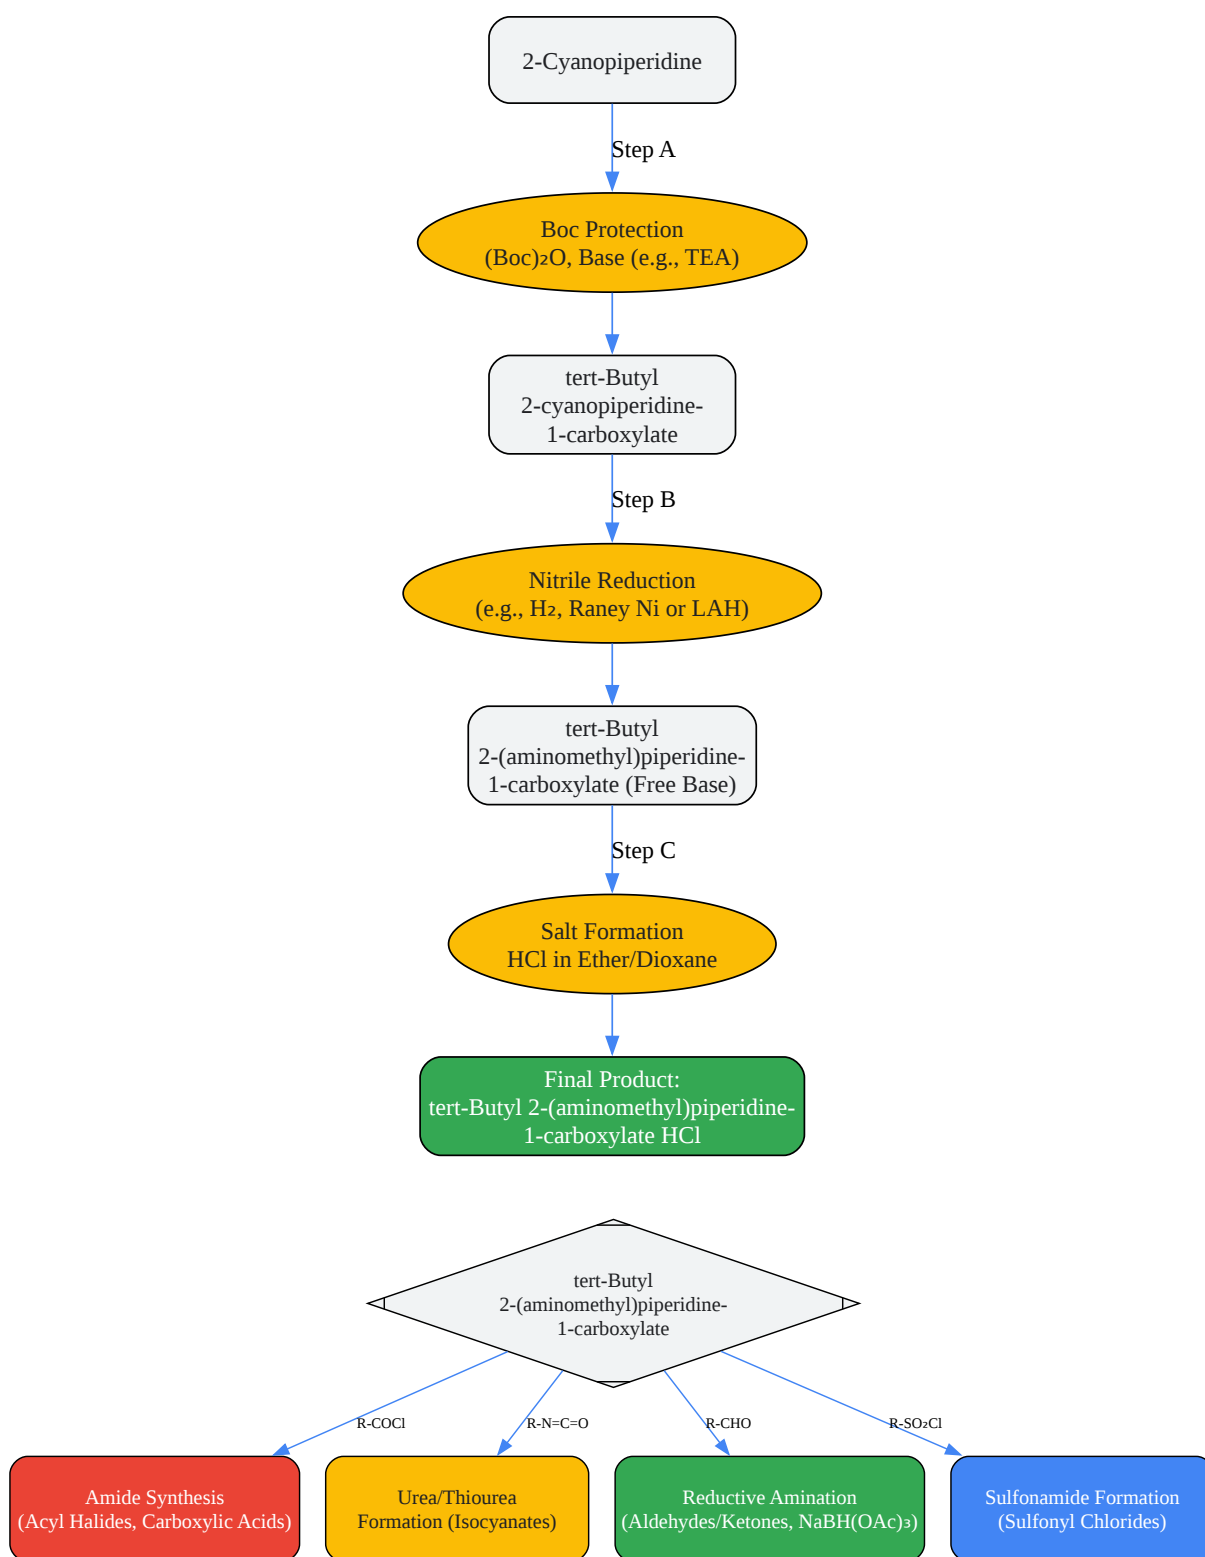 2-Cyanopiperidine
Step A
Boc Protection
(Boc)₂O, Base (e.g., TEA)
tert-Butyl
2-cyanopiperidine-
1-carboxylate
Step B
Nitrile Reduction
(e.g., H₂, Raney Ni or LAH)
tert-Butyl
2-(aminomethyl)piperidine-
1-carboxylate (Free Base)
Step C
Salt Formation
HCl in Ether/Dioxane
Final Product:
tert-Butyl 2-(aminomethyl)piperidine-
1-carboxylate HCl
tert-Butyl
2-(aminomethyl)piperidine-
1-carboxylate
R-COCl
R-N=C=O
R-CHO
R-SO₂Cl
Amide Synthesis
(Acyl Halides, Carboxylic Acids)
Urea/Thiourea
Formation (Isocyanates)
Reductive Amination
(Aldehydes/Ketones, NaBH(OAc)₃)
Sulfonamide Formation
(Sulfonyl Chlorides)